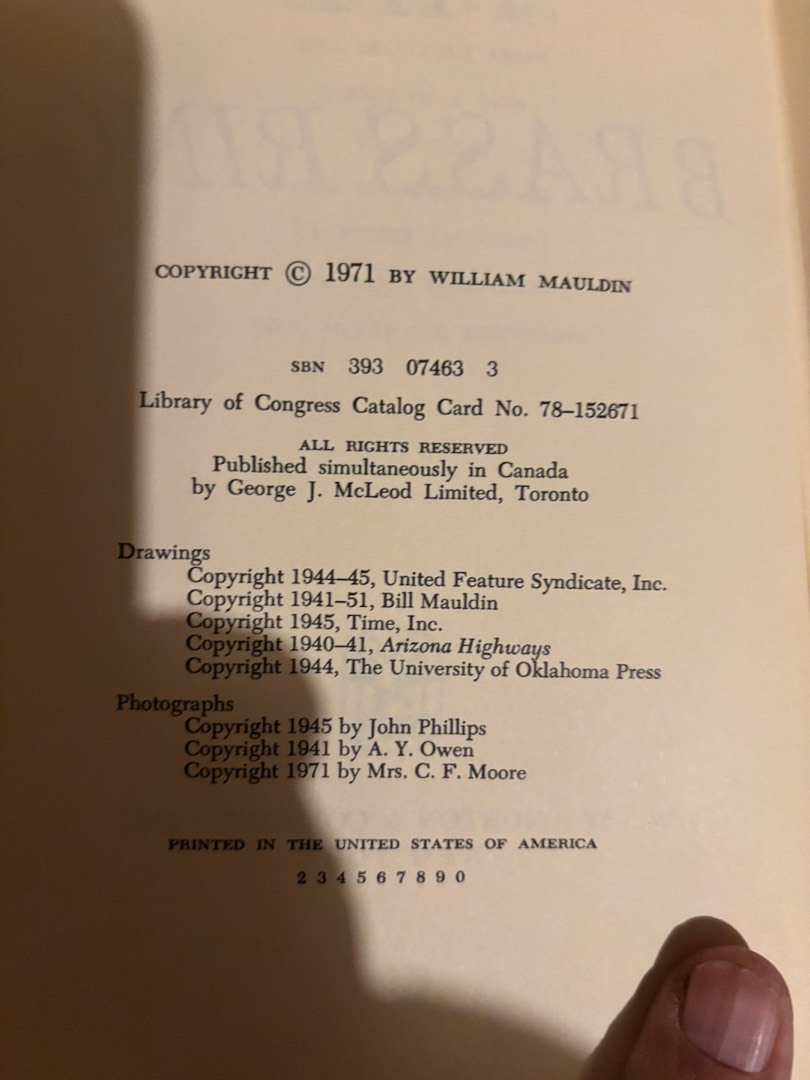 COPYRIGHT © 1971 BY WILLIAM MAULDIN
SBN 393 07463 3
Library of Congress Catalog Card No. 78–152671
ALL RIGHTS RESERVED
Published simultaneously in Canada
by George J. McLeod Limited, Toronto
Drawings
Copyright 1944–45, United Feature Syndicate, Inc.
Copyright 1941–51, Bill Mauldin
Copyright 1945, Time, Inc.
Copyright 1940–41, Arizona Highways
Copyright 1944, The University of Oklahoma Press
Photographs
Copyright 1945 by John Phillips
Copyright 1941 by A. Y. Owen
Copyright 1971 by Mrs. C. F. Moore
PRINTED IN THE UNITED STATES OF AMERICA
2 3 4 5 6 7 8 9 0